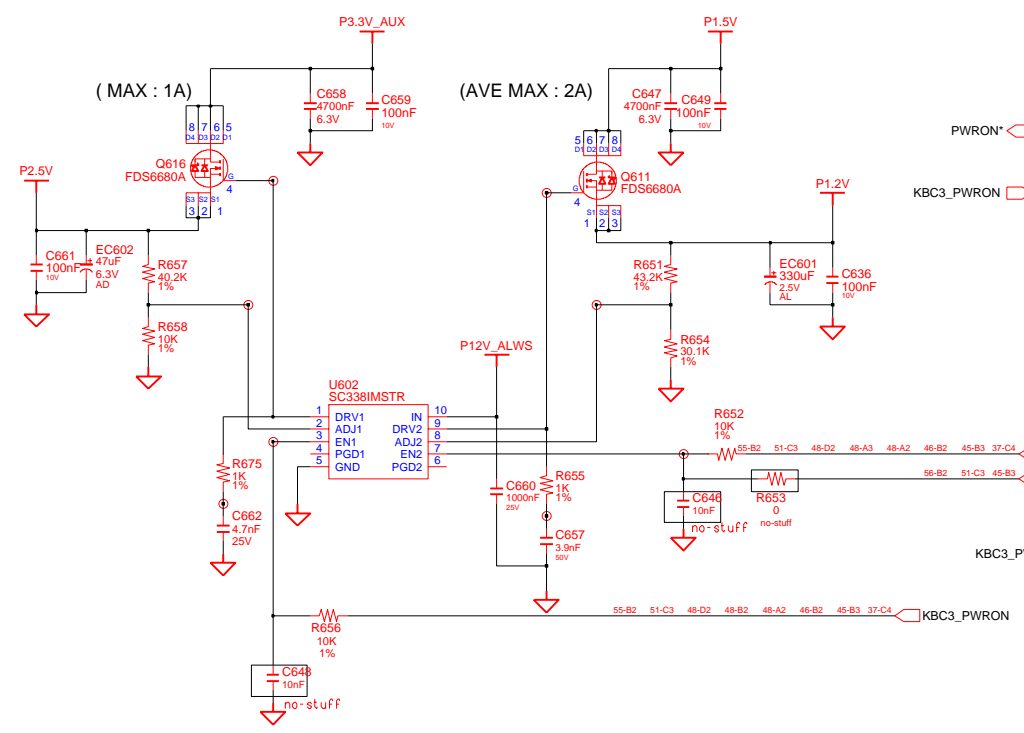 P3.3V_AUX
P1.5V
( MAX : 1A)
C658
4700nF
6.3V
C659
100nF
10V
(AVE MAX : 2A)
C647
4700nF
6.3V
C649
100nF
10V
PWRON*
8 7 6 5
D4 D3 D2 D1
Q616
FDS6680A
G
4
S3 S2 S1
3 2 1
5 6 7 8
D1 D2 D3 D4
Q611
FDS6680A
G
4
S1 S2 S3
1 2 3
P2.5V
P1.2V
KBC3_PWRON
C661
100nF
10V
EC602
47uF
6.3V
AD
R657
40.2K
1%
R658
10K
1%
R651
43.2K
1%
EC601
330uF
2.5V
AL
C636
100nF
10V
R654
30.1K
1%
P12V_ALWS
U602
SC338IMSTR
1 DRV1 IN 10
2 ADJ1 DRV2 9
3 EN1 ADJ2 8
4 PGD1 EN2 7
5 GND PGD2 6
R652
10K
1%
55-B2 51-C3 48-D2 48-A3 48-A2 46-B2 45-B3 37-C4
56-B2 51-C3 45-B3
R675
1K
1%
C662
4.7nF
25V
C660
1000nF
25V
R655
1K
1%
C657
3.9nF
50V
C646
10nF
no-stuff
R653
0
no-stuff
KBC3_P
55-B2 51-C3 48-D2 48-B2 48-A2 46-B2 45-B3 37-C4
KBC3_PWRON
R656
10K
1%
C648
10nF
no-stuff